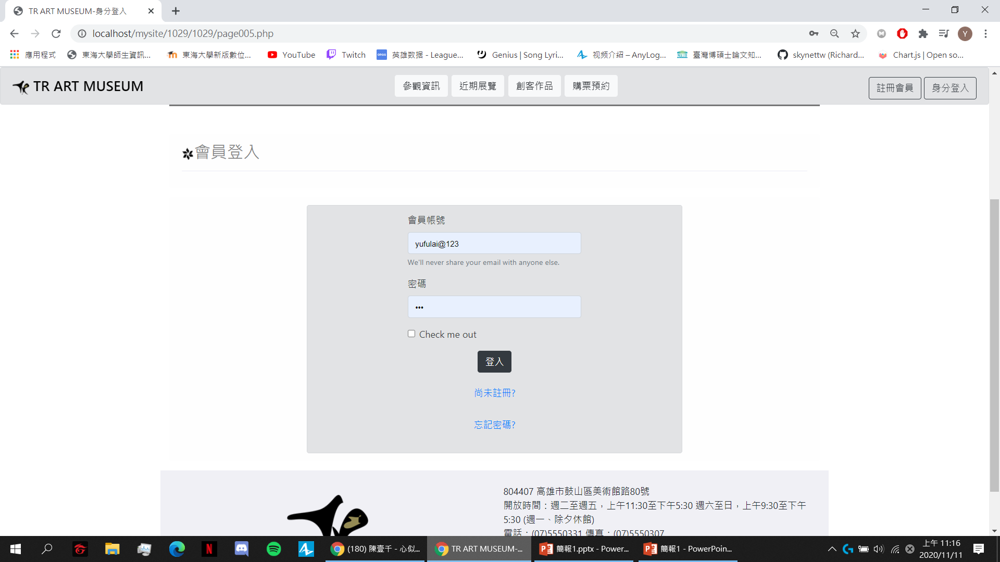 TR ART MUSEUM-身分登入
localhost/mysite/1029/1029/page005.php
Y
應用程式 東海大學師生資訊... 東海大學新版數位... YouTube Twitch OPGG 英雄数据 - League... Genius | Song Lyri... 视频介绍 – AnyLog... 臺灣博碩士論文知... skynettw (Richard... Chart.js | Open so...
TR ART MUSEUM 參觀資訊 近期展覽 創客作品 購票預約 註冊會員 身分登入
會員登入
會員帳號
yufulai@123
We'll never share your email with anyone else.
密碼
•••
Check me out
登入
尚未註冊?
忘記密碼?
804407 高雄市鼓山區美術館路80號
開放時間：週二至週五，上午11:30至下午5:30 週六至日，上午9:30至下午
5:30 (週一、除夕休館)
電話：(07)5550331 傳真：(07)5550307
(180) 陳壹千 - 心似... TR ART MUSEUM-... 簡報1.pptx - Power... 簡報1 - PowerPoin...
上午 11:16
2020/11/11